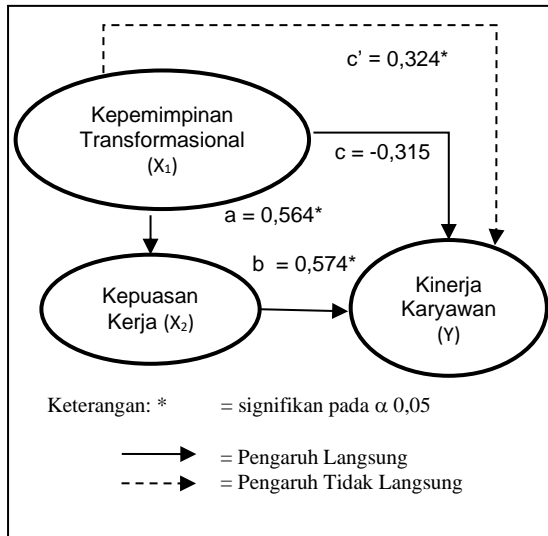 c' = 0,324*
Kepemimpinan
Transformasional
(X₁)
c = -0,315
a = 0,564*
b = 0,574*
Kepuasan
Kerja (X₂)
Kinerja
Karyawan
(Y)
Keterangan: * = signifikan pada α 0,05
= Pengaruh Langsung
= Pengaruh Tidak Langsung